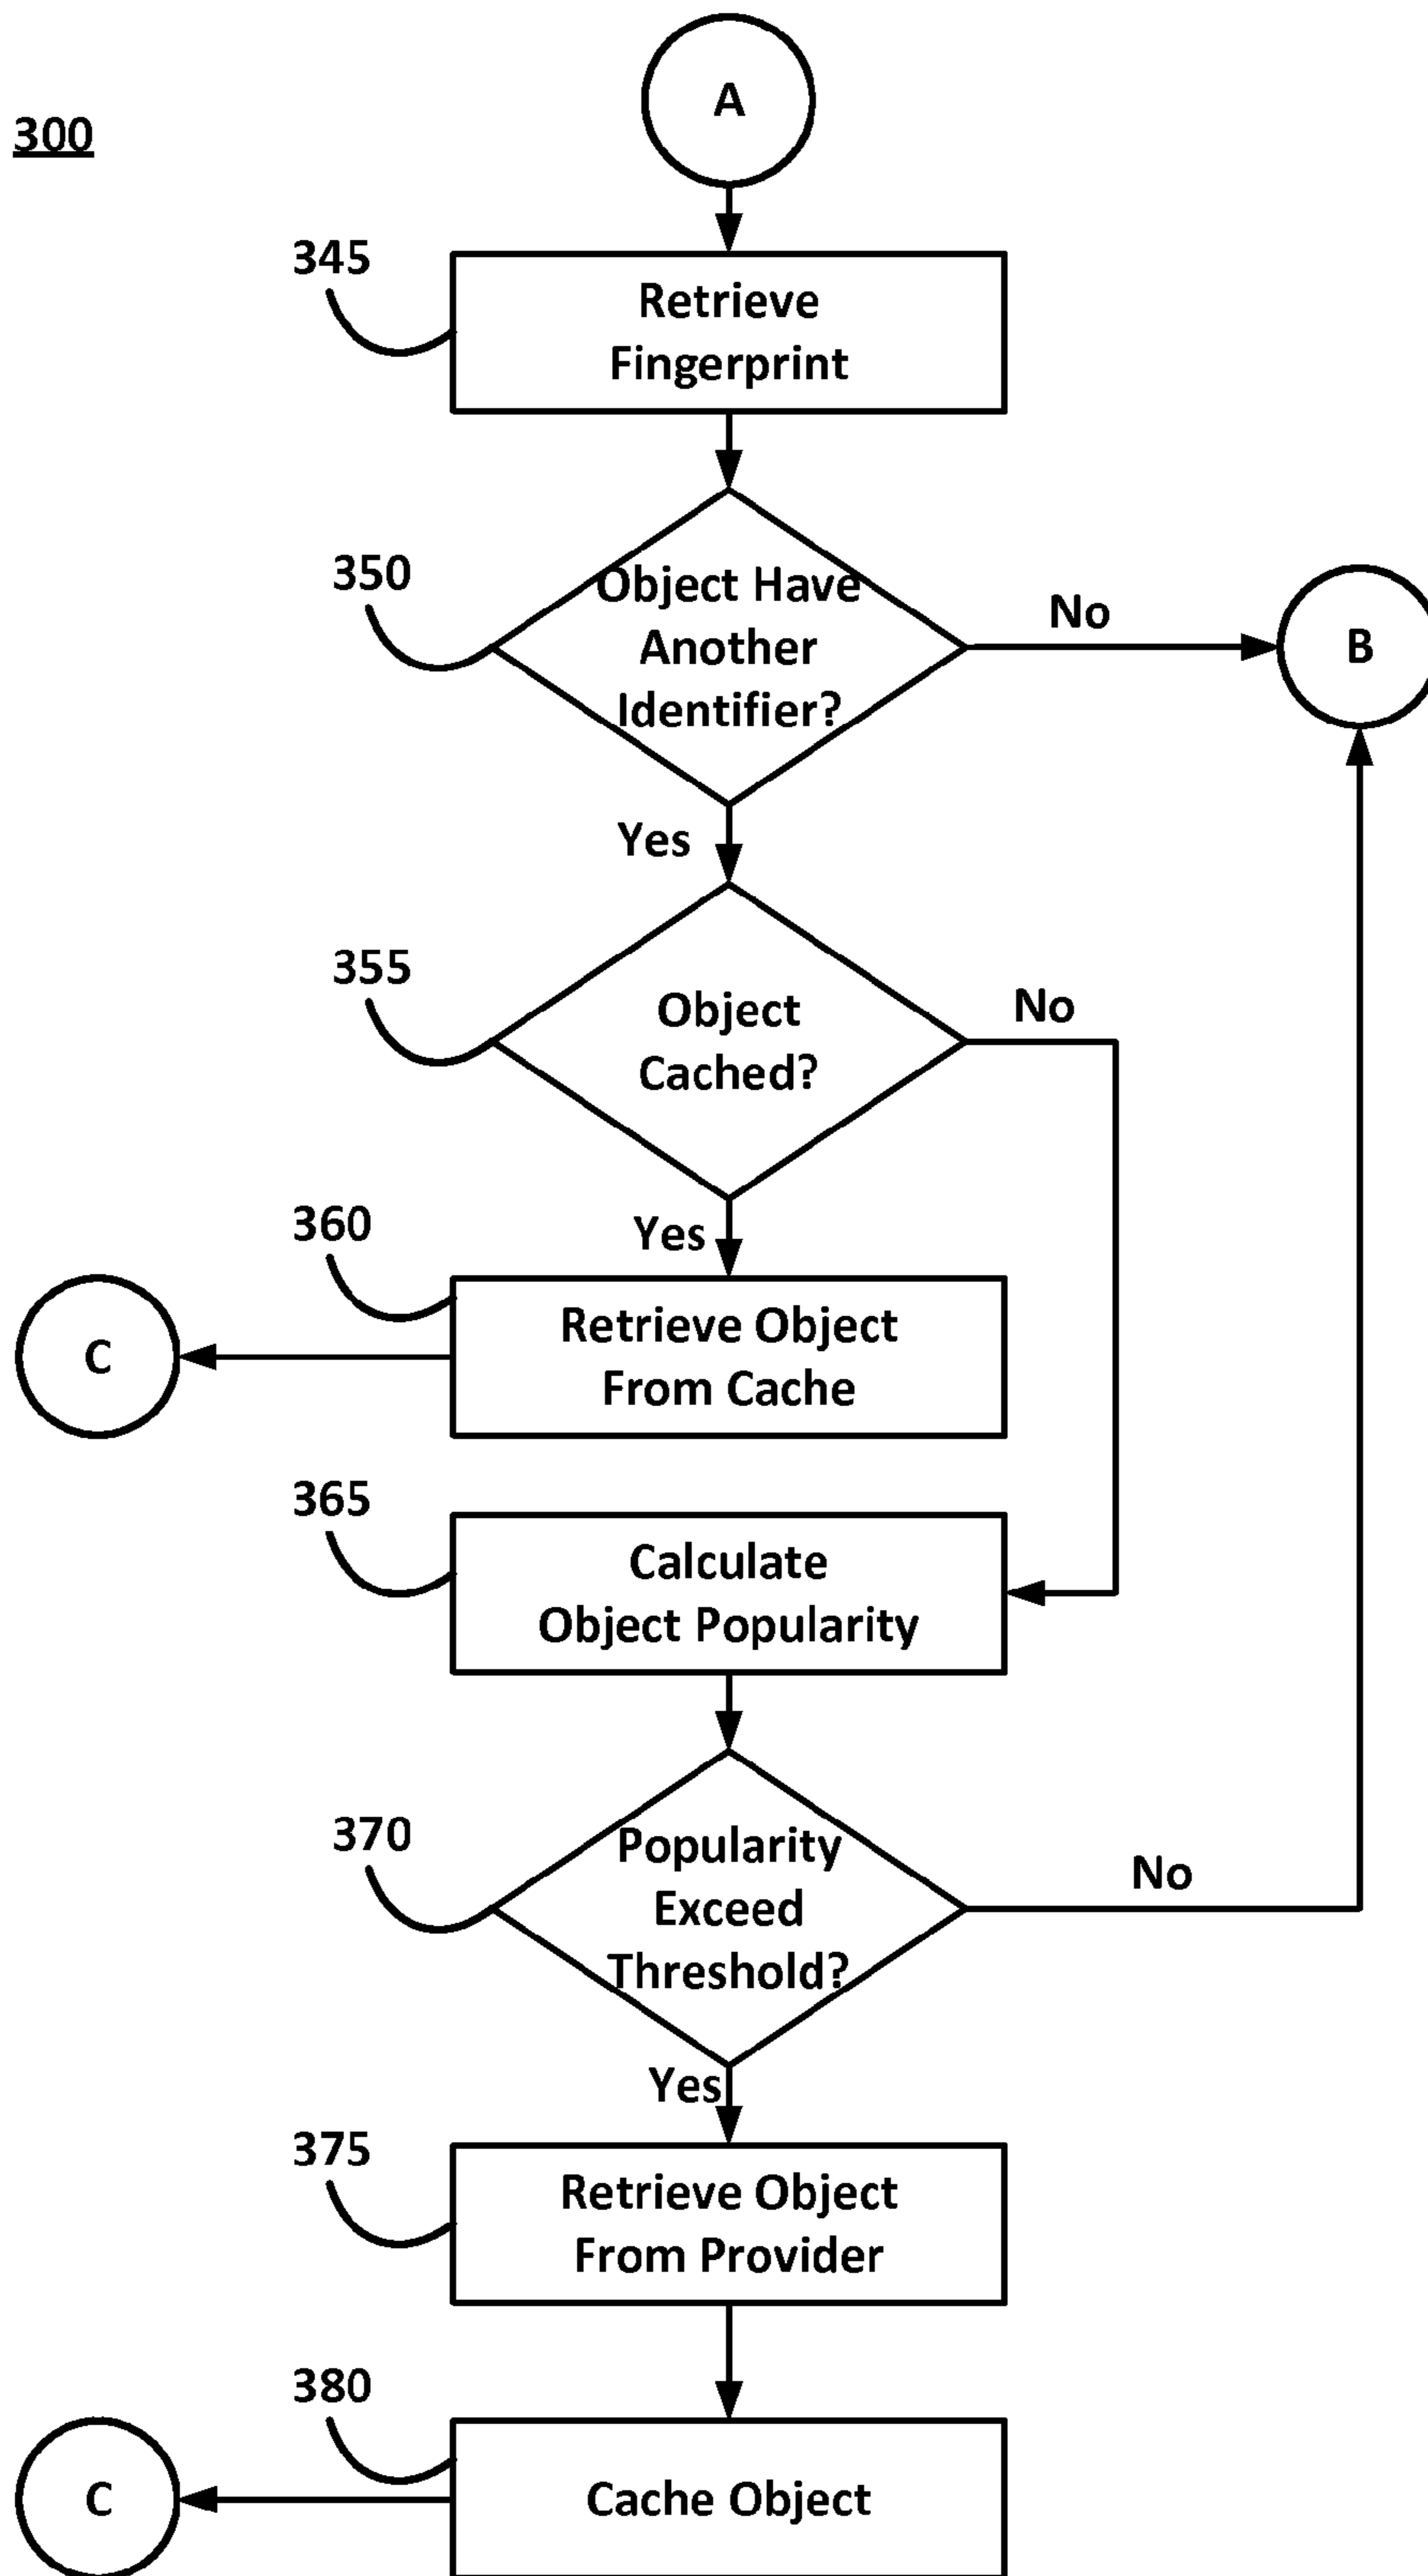 A
300
345
Retrieve
Fingerprint
350
Object Have
Another
Identifier?
No
B
Yes
355
Object
Cached?
No
360
Yes
Retrieve Object
From Cache
C
365
Calculate
Object Popularity
370
Popularity
Exceed
Threshold?
No
Yes
375
Retrieve Object
From Provider
380
Cache Object
C